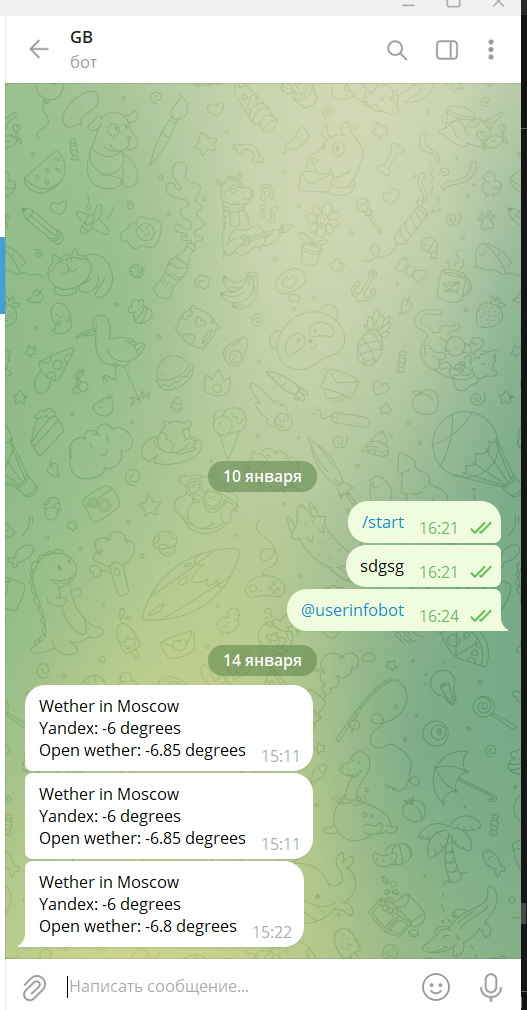 GB
бот
10 января
/start 16:21
sdgsg 16:21
@userinfobot 16:24
14 января
Wether in Moscow
Yandex: -6 degrees
Open wether: -6.85 degrees 15:11
Wether in Moscow
Yandex: -6 degrees
Open wether: -6.85 degrees 15:11
Wether in Moscow
Yandex: -6 degrees
Open wether: -6.8 degrees 15:22
Написать сообщение...